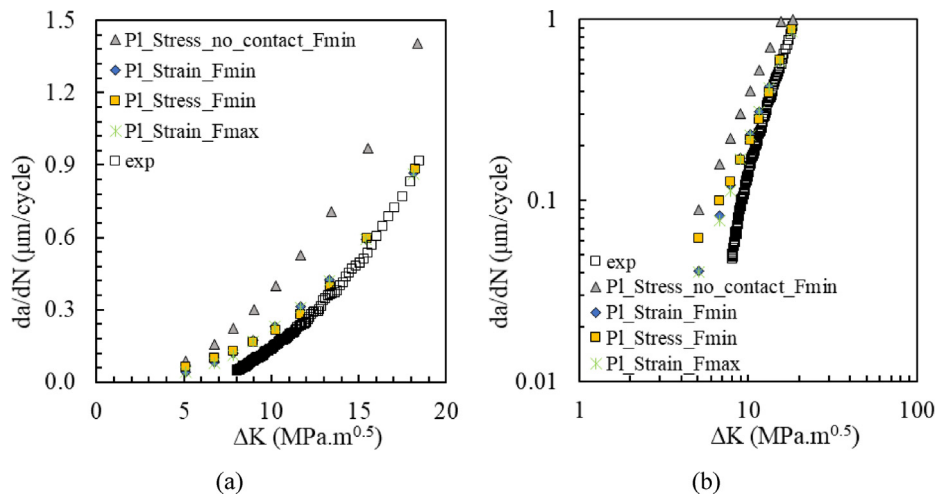 1.5
1.2
0.9
0.6
0.3
0.0
da/dN (μm/cycle)
Pl_Stress_no_contact_Fmin
Pl_Strain_Fmin
Pl_Stress_Fmin
Pl_Strain_Fmax
exp
0 5 10 15 20
ΔK (MPa.m^0.5)
(a)
1
0.1
0.01
da/dN (μm/cycle)
exp
Pl_Stress_no_contact_Fmin
Pl_Strain_Fmin
Pl_Stress_Fmin
Pl_Strain_Fmax
1 10 100
ΔK (MPa.m^0.5)
(b)